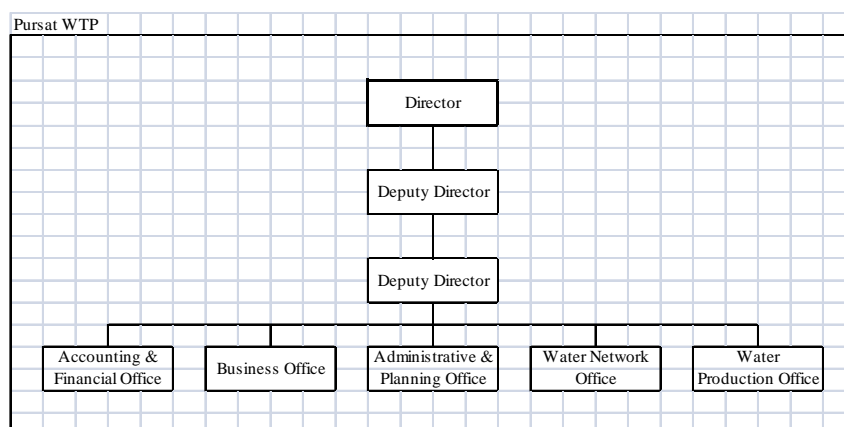 Pursat WTP
Director
Deputy Director
Deputy Director
Accounting &
Financial Office
Business Office
Administrative &
Planning Office
Water Network
Office
Water
Production Office